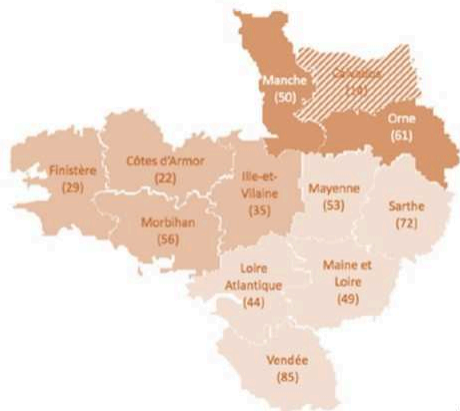 Manche
(50)
Calvados
(14)
Orne
(61)
Finistère
(29)
Côtes d'Armor
(22)
Ille-et-
Vilaine
(35)
Mayenne
(53)
Sarthe
(72)
Morbihan
(56)
Loire
Atlantique
(44)
Maine et
Loire
(49)
Vendée
(85)